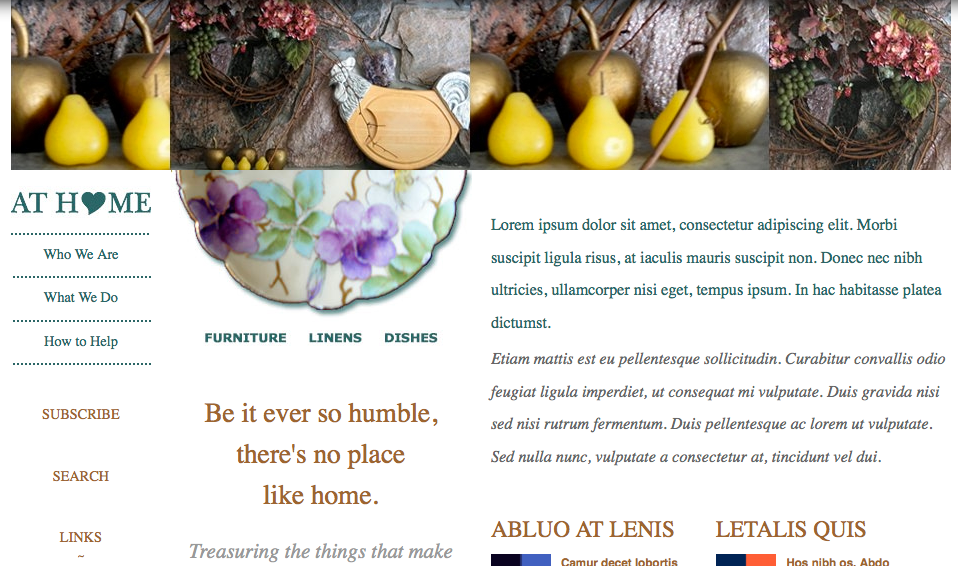 AT HOME
Who We Are
What We Do
How to Help
SUBSCRIBE
SEARCH
LINKS
~
FURNITURE LINENS DISHES
Be it ever so humble,
there's no place
like home.
Treasuring the things that make
Lorem ipsum dolor sit amet, consectetur adipiscing elit. Morbi
suscipit ligula risus, at iaculis mauris suscipit non. Donec nec nibh
ultricies, ullamcorper nisi eget, tempus ipsum. In hac habitasse platea
dictumst.
Etiam mattis est eu pellentesque sollicitudin. Curabitur convallis odio
feugiat ligula imperdiet, ut consequat mi vulputate. Duis gravida nisi
sed nisi rutrum fermentum. Duis pellentesque ac lorem ut vulputate.
Sed nulla nunc, vulputate a consectetur at, tincidunt vel dui.
ABLUO AT LENIS
Camur decet lobortis
LETALIS QUIS
Hos nibh os. Abdo